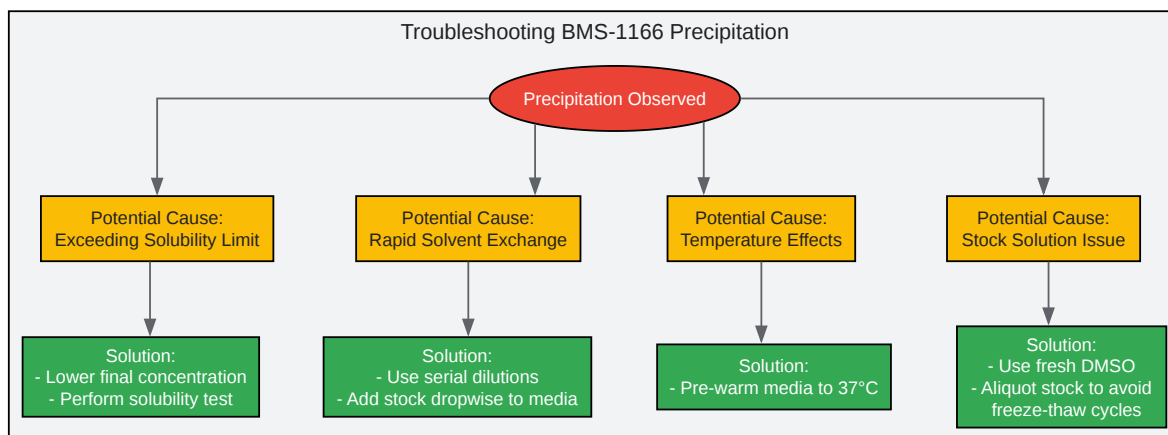 Troubleshooting BMS-1166 Precipitation
Precipitation Observed
Potential Cause:
Exceeding Solubility Limit
Potential Cause:
Rapid Solvent Exchange
Potential Cause:
Temperature Effects
Potential Cause:
Stock Solution Issue
Solution:
- Lower final concentration
- Perform solubility test
Solution:
- Use serial dilutions
- Add stock dropwise to media
Solution:
- Pre-warm media to 37°C
Solution:
- Use fresh DMSO
- Aliquot stock to avoid
freeze-thaw cycles